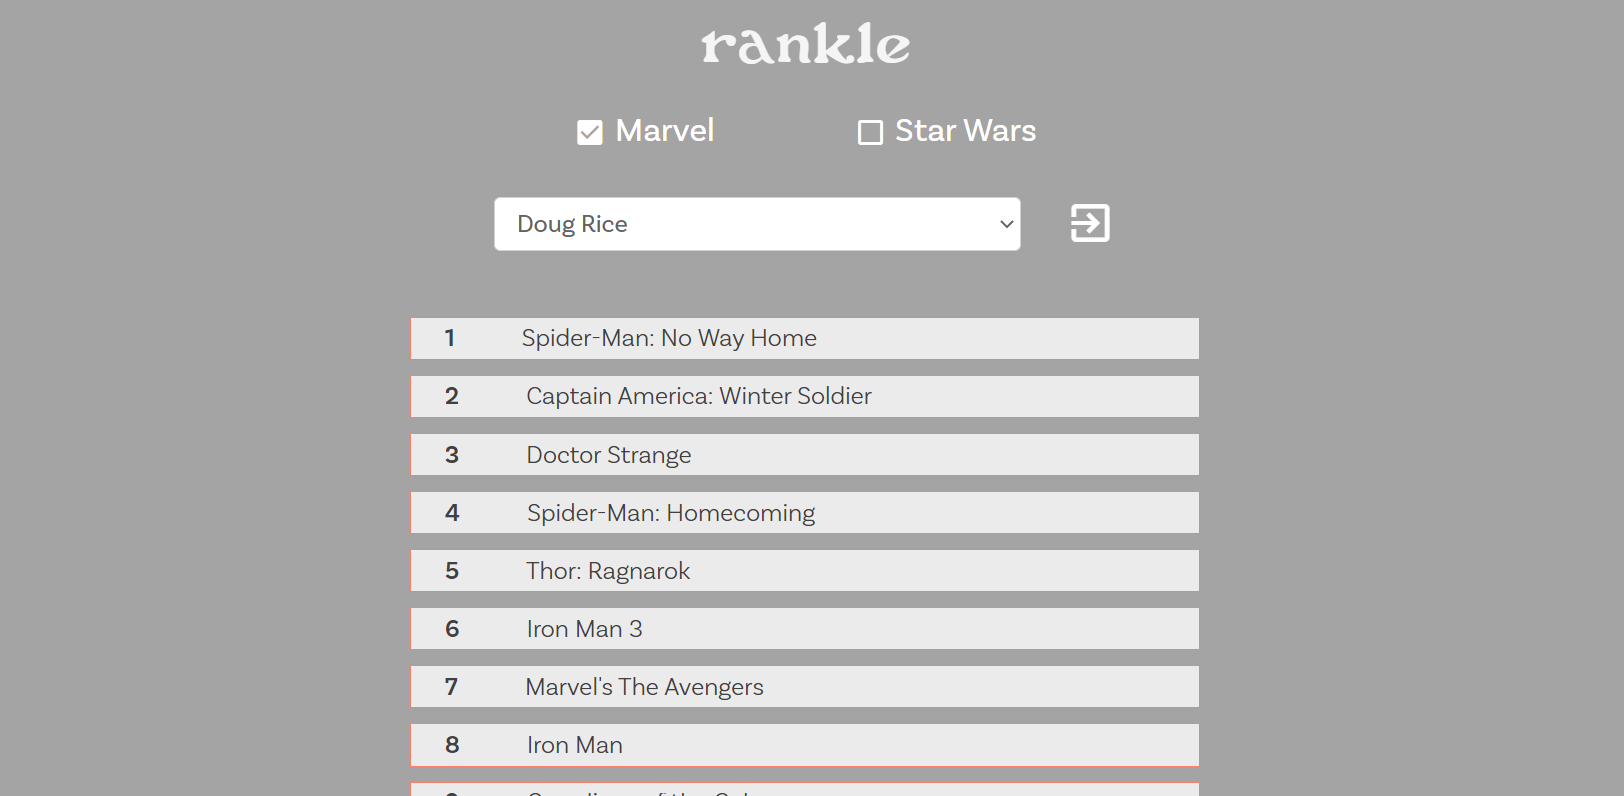 rankle
Marvel
Star Wars
Doug Rice
1 Spider-Man: No Way Home
2 Captain America: Winter Soldier
3 Doctor Strange
4 Spider-Man: Homecoming
5 Thor: Ragnarok
6 Iron Man 3
7 Marvel's The Avengers
8 Iron Man